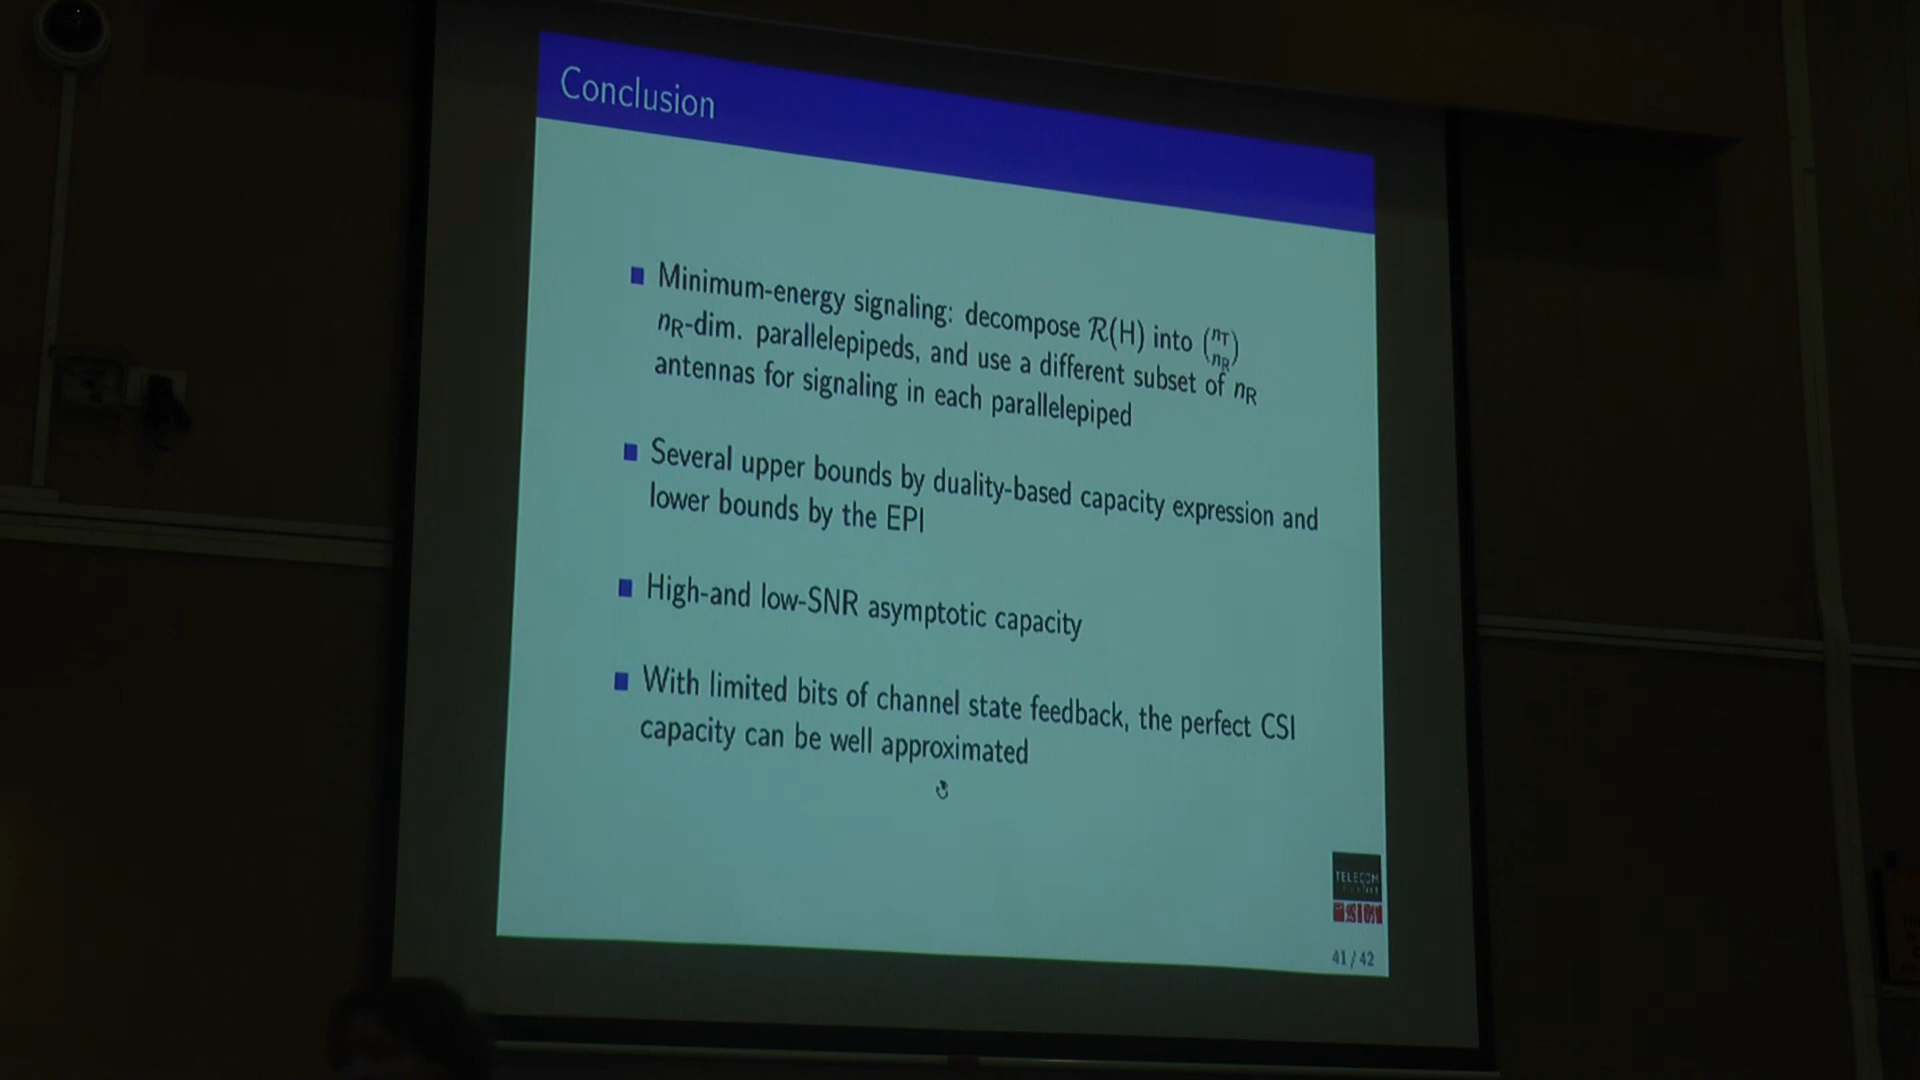 Conclusion
Minimum-energy signaling: decompose R(H) into (nT nR)
nR-dim. parallelepipeds, and use a different subset of nR
antennas for signaling in each parallelepiped
Several upper bounds by duality-based capacity expression and
lower bounds by the EPI
High-and low-SNR asymptotic capacity
With limited bits of channel state feedback, the perfect CSI
capacity can be well approximated
TELECOM
41 / 42